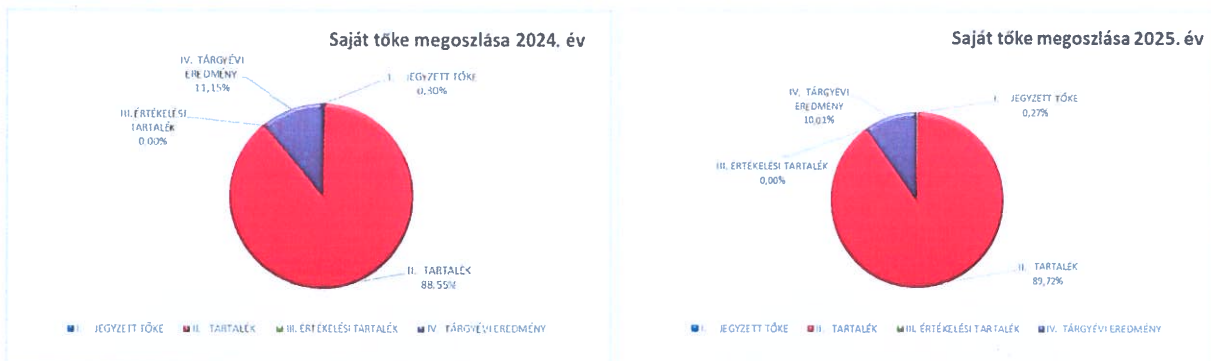 Saját tőke megoszlása 2024. év
IV. TÁRGYÉVI
EREDMÉNY
11,15%
I. JEGYZETT TŐKE
0,30%
III. ÉRTÉKELÉSI
TARTALÉK
0,00%
II. TARTALÉK
88,55%
I. JEGYZETT TŐKE II. TARTALÉK III. ÉRTÉKELÉSI TARTALÉK IV. TÁRGYÉVI EREDMÉNY
Saját tőke megoszlása 2025. év
IV. TÁRGYÉVI
EREDMÉNY
10,01%
I. JEGYZETT TŐKE
0,27%
III. ÉRTÉKELÉSI TARTALÉK
0,00%
II. TARTALÉK
89,72%
I. JEGYZETT TŐKE II. TARTALÉK III. ÉRTÉKELÉSI TARTALÉK IV. TÁRGYÉVI EREDMÉNY